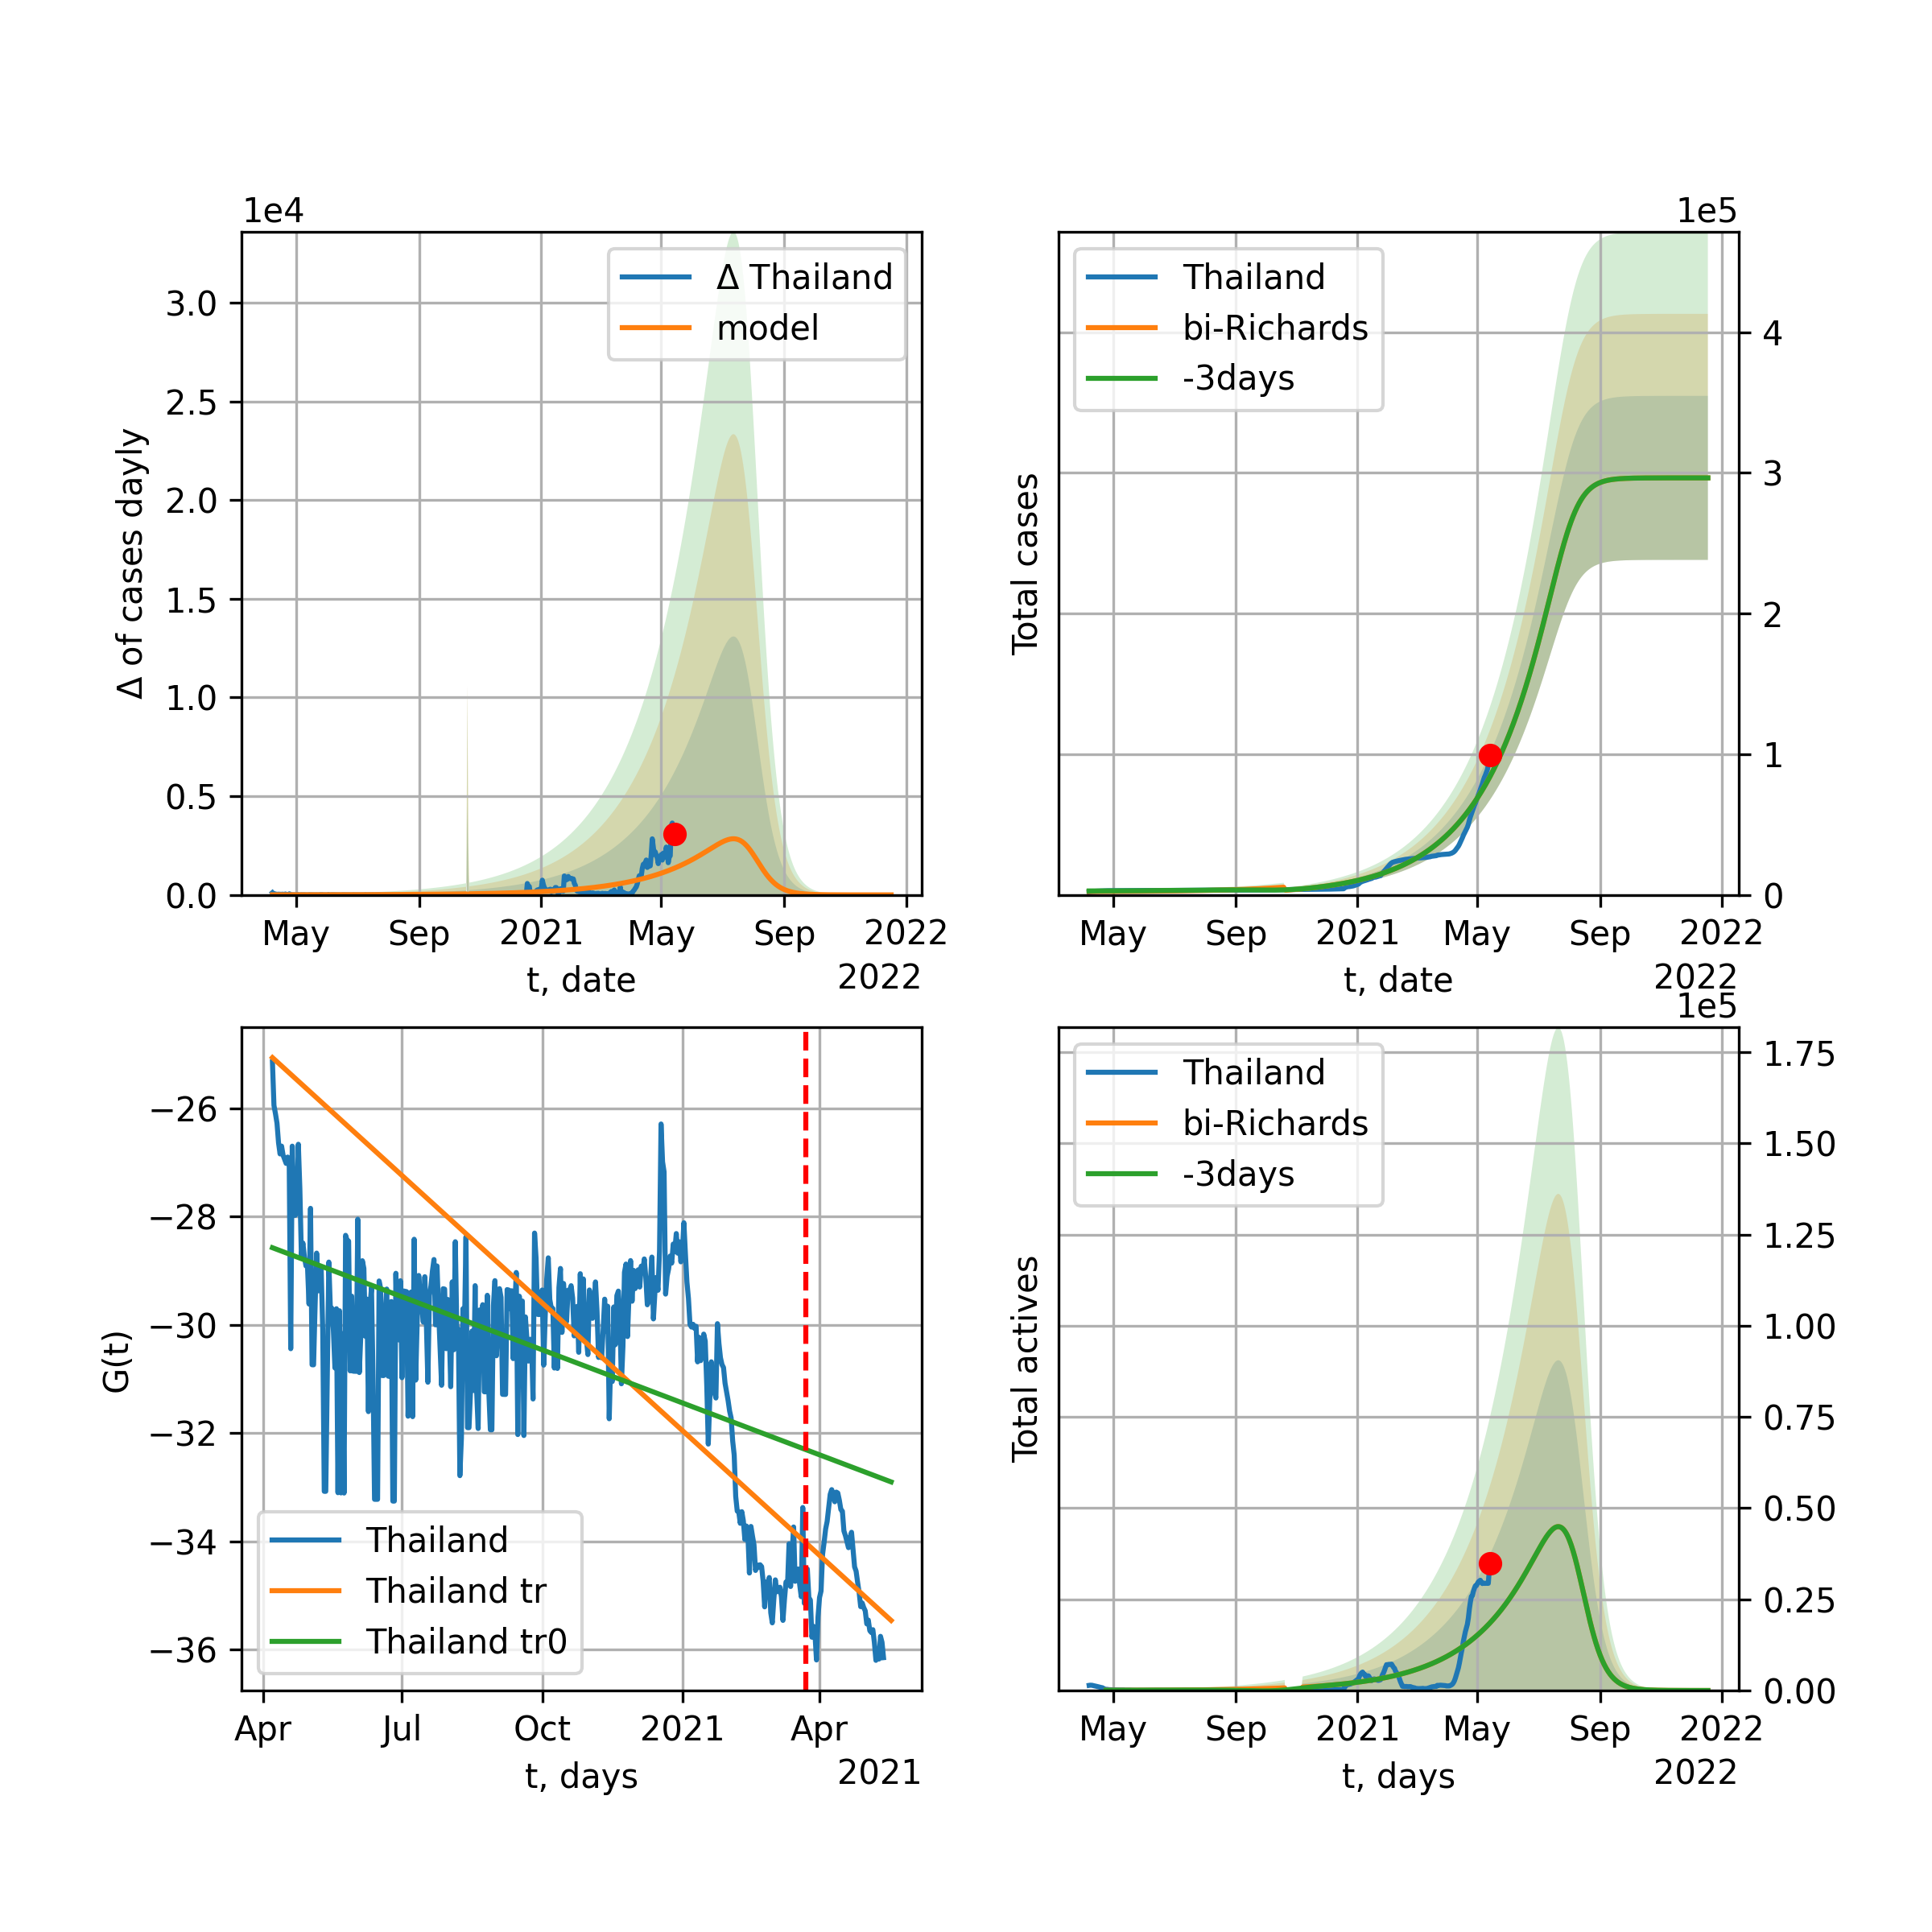 1e4
Δ of cases dayly
3.0
2.5
2.0
1.5
1.0
0.5
0.0
Δ Thailand
model
May Sep 2021 May Sep 2022
t, date
2022
1e5
Total cases
Thailand
bi-Richards
-3days
4
3
2
1
0
May Sep 2021 May Sep 2022
t, date
2022
G(t)
−26
−28
−30
−32
−34
−36
Thailand
Thailand tr
Thailand tr0
Apr Jul Oct 2021 Apr
t, days
2021
1e5
Total actives
Thailand
bi-Richards
-3days
1.75
1.50
1.25
1.00
0.75
0.50
0.25
0.00
May Sep 2021 May Sep 2022
t, days
2022